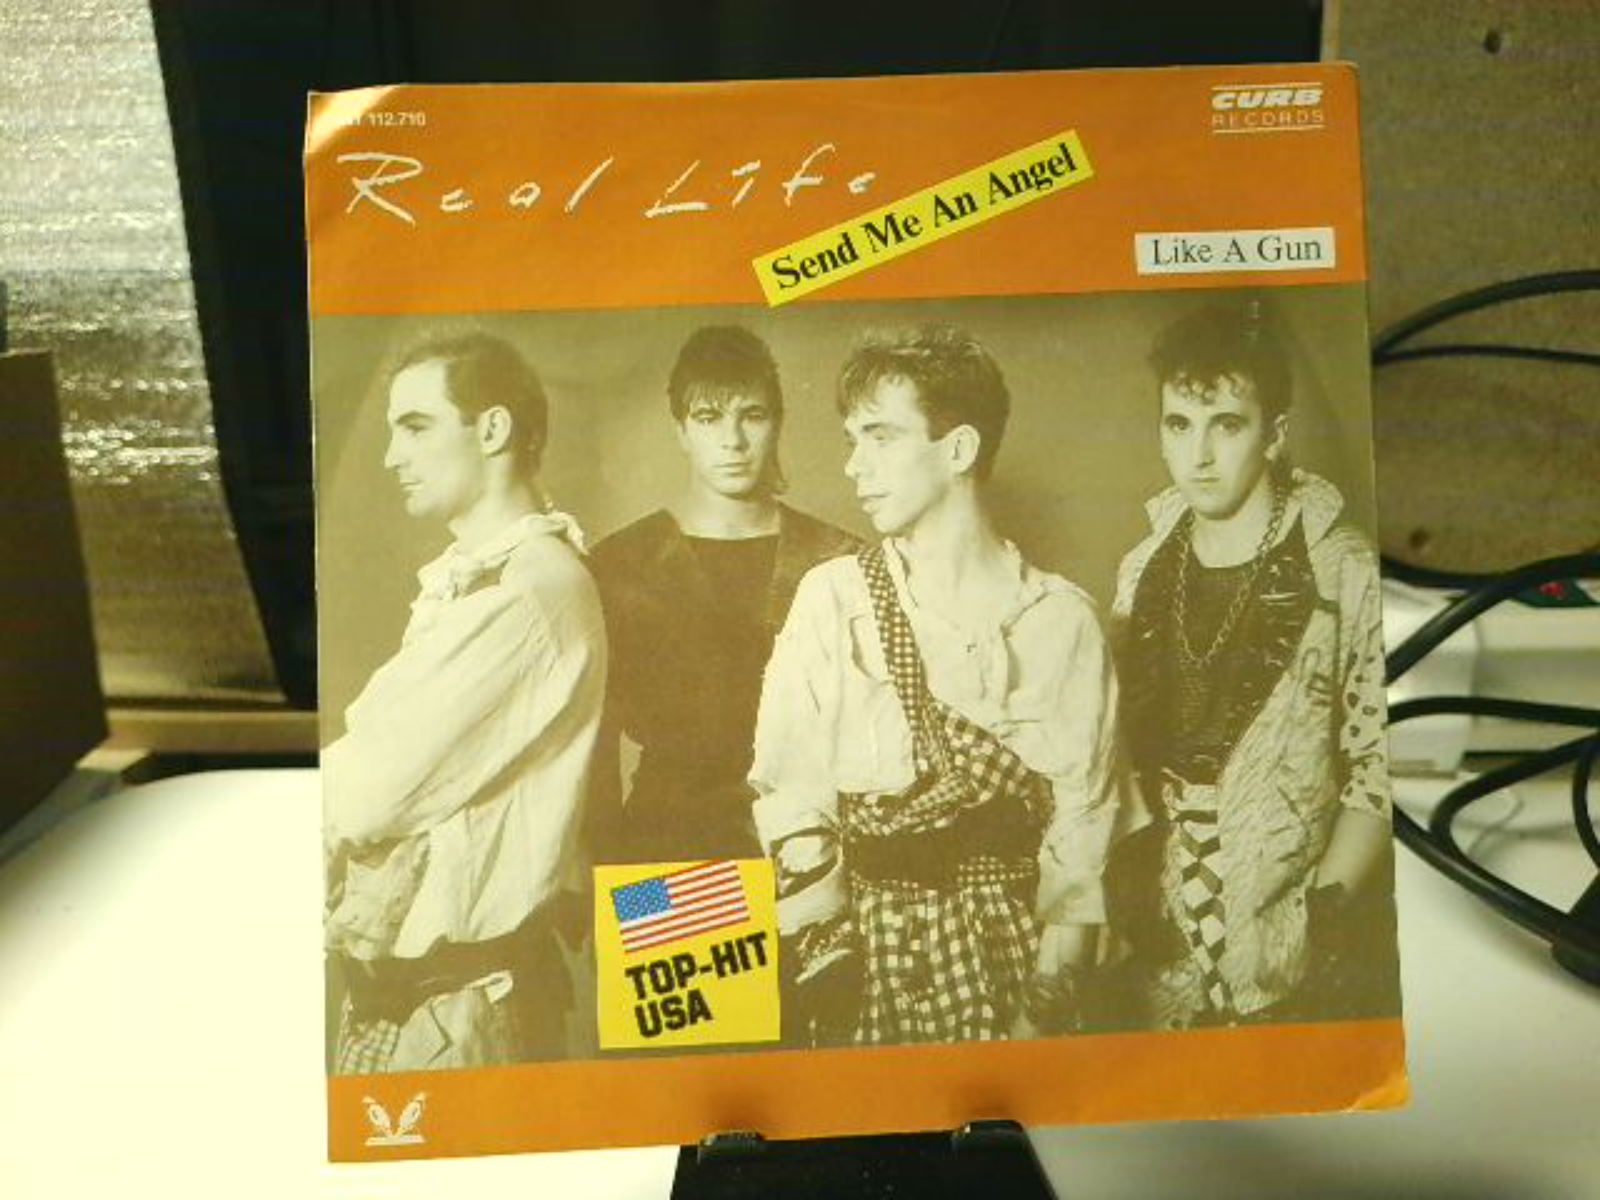 112.710
CURB
RECORDS
Real Life
Send Me An Angel
Like A Gun
TOP-HIT
USA